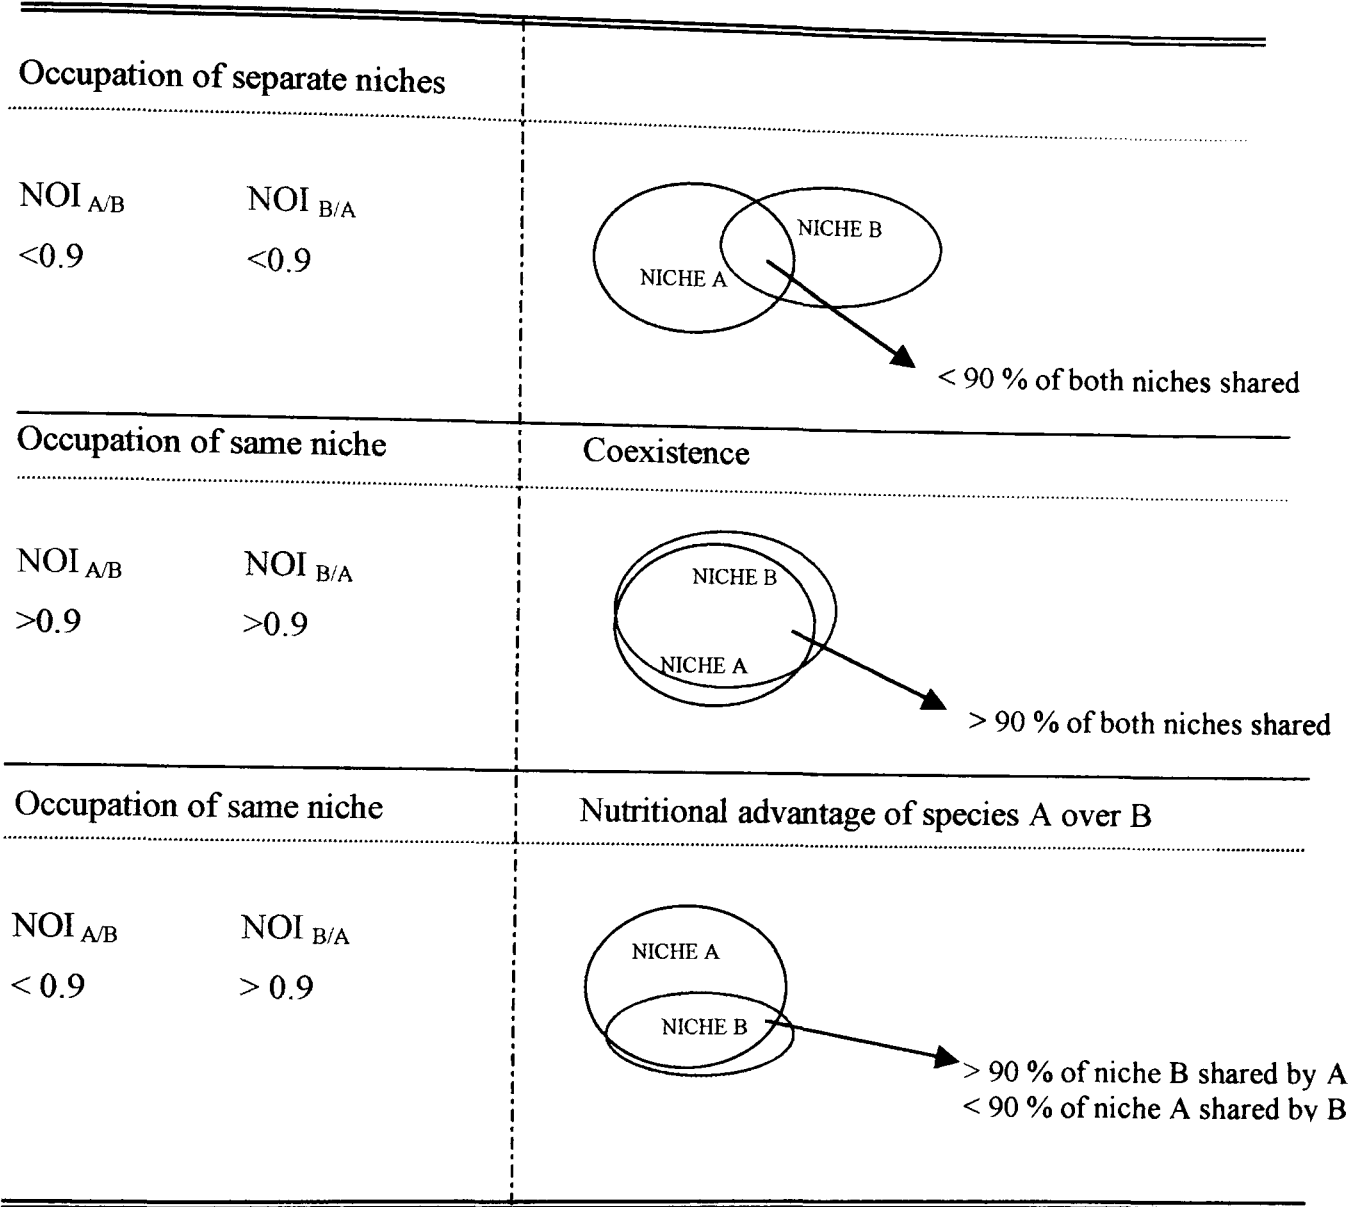 Occupation of separate niches
NOI A/B NOI B/A
<0.9 <0.9
NICHE B
NICHE A
< 90 % of both niches shared
Occupation of same niche Coexistence
NOI A/B NOI B/A
>0.9 >0.9
NICHE B
NICHE A
> 90 % of both niches shared
Occupation of same niche Nutritional advantage of species A over B
NOI A/B NOI B/A
< 0.9 > 0.9
NICHE A
NICHE B
> 90 % of niche B shared by A
< 90 % of niche A shared by B